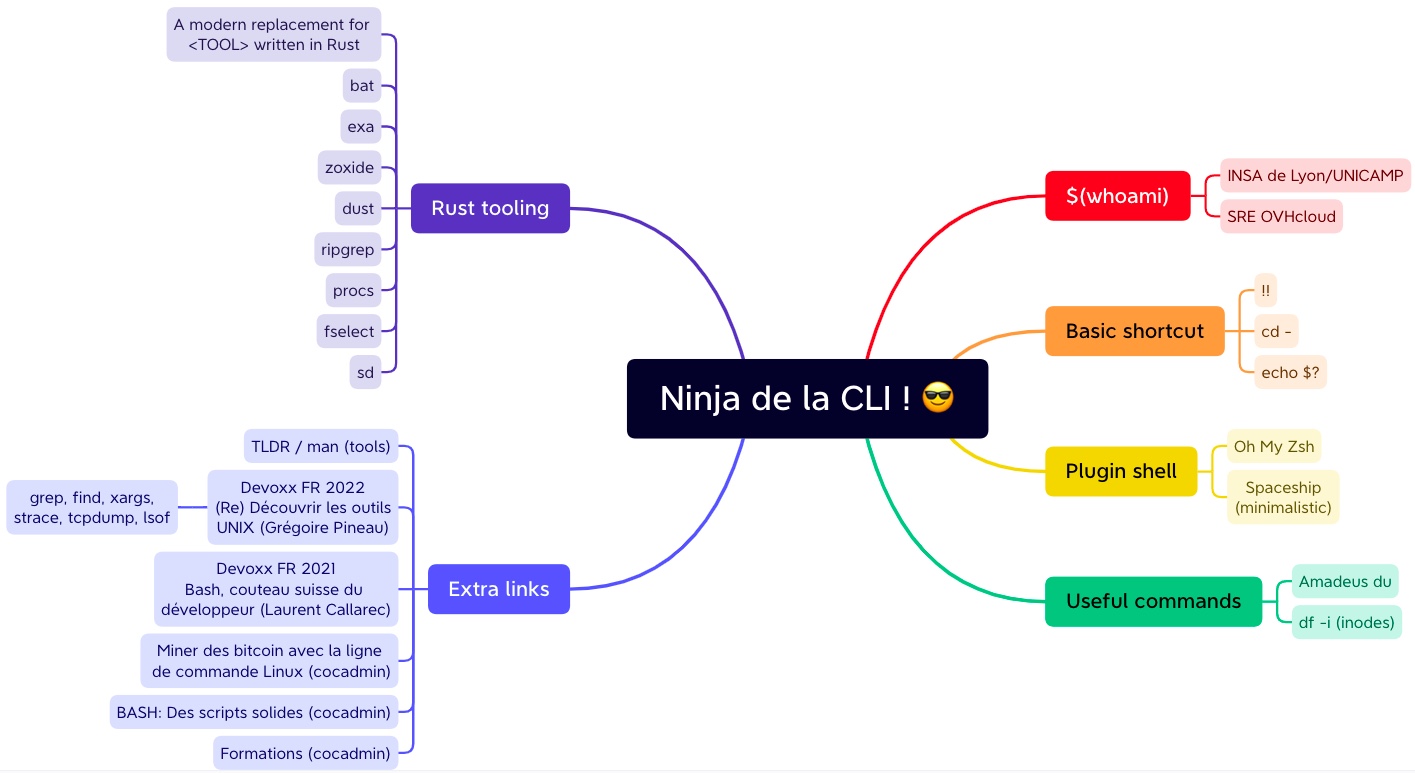 Ninja de la CLI ! 😎
$(whoami)
INSA de Lyon/UNICAMP
SRE OVHcloud
Basic shortcut
!!
cd -
echo $?
Plugin shell
Oh My Zsh
Spaceship
(minimalistic)
Useful commands
Amadeus du
df -i (inodes)
Rust tooling
A modern replacement for
<TOOL> written in Rust
bat
exa
zoxide
dust
ripgrep
procs
fselect
sd
Extra links
TLDR / man (tools)
Devoxx FR 2022
(Re) Découvrir les outils
UNIX (Grégoire Pineau)
grep, find, xargs,
strace, tcpdump, lsof
Devoxx FR 2021
Bash, couteau suisse du
développeur (Laurent Callarec)
Miner des bitcoin avec la ligne
de commande Linux (cocadmin)
BASH: Des scripts solides (cocadmin)
Formations (cocadmin)